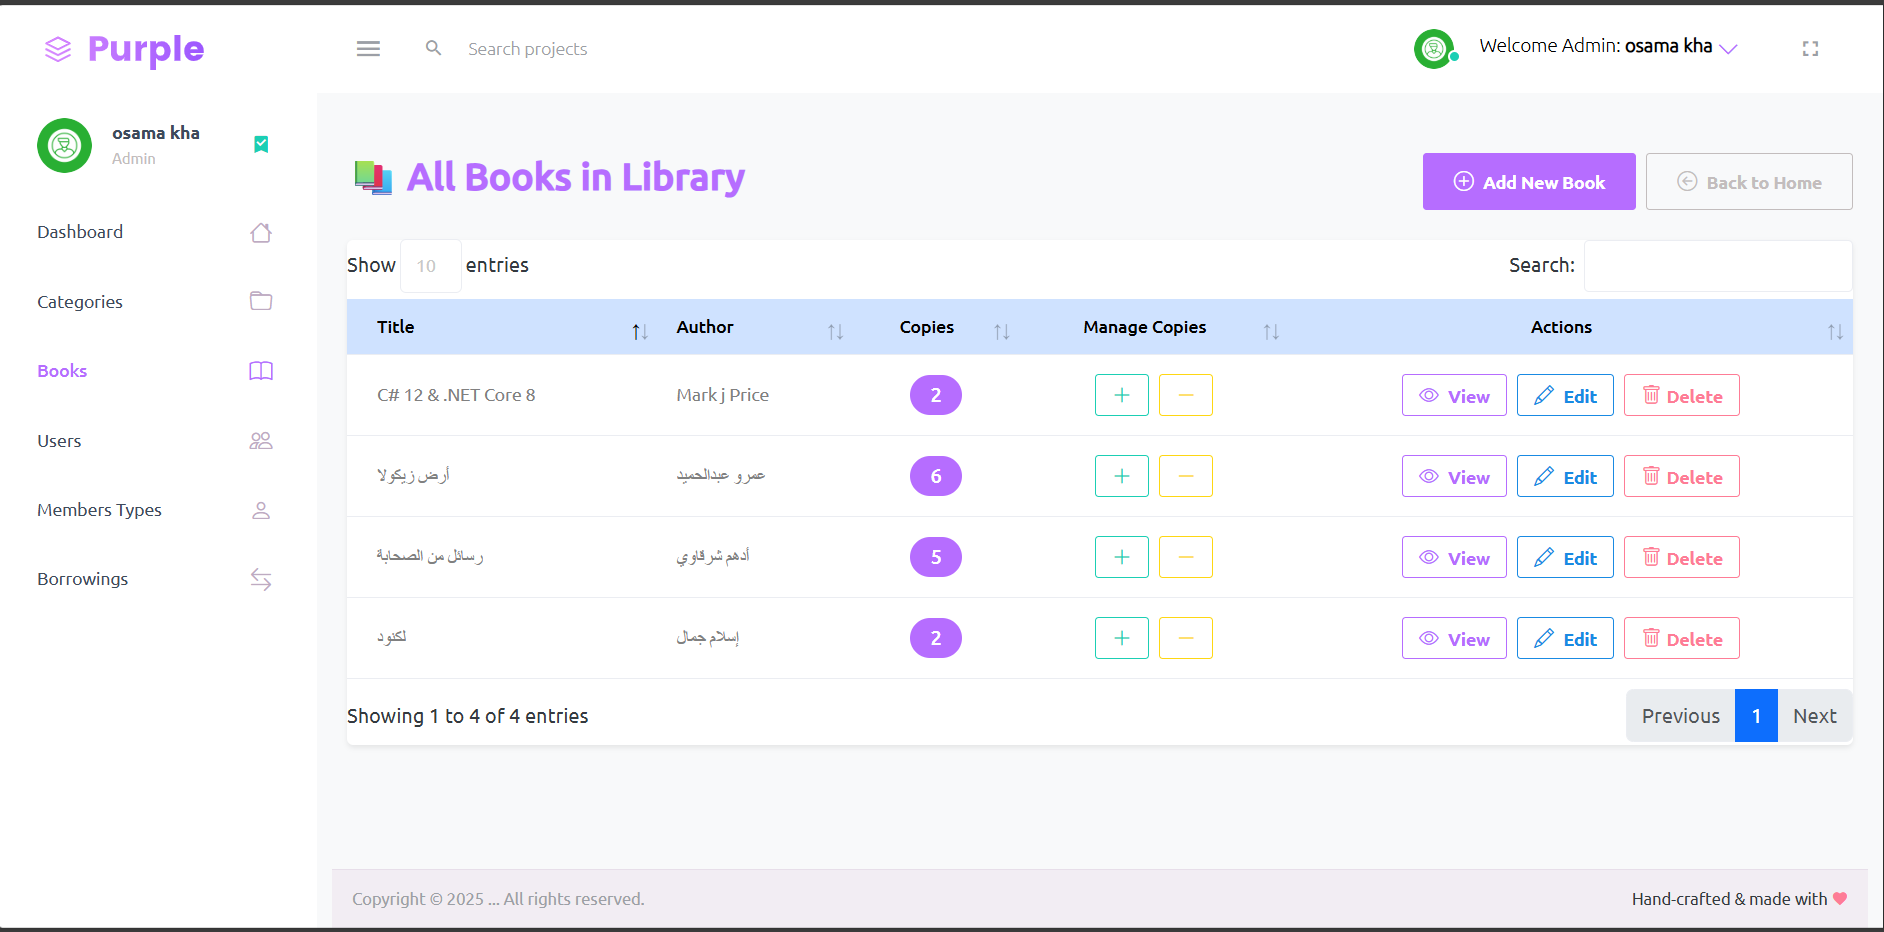 Purple
Search projects
Welcome Admin: osama kha
osama kha
Admin
Dashboard
Categories
Books
Users
Members Types
Borrowings
All Books in Library
Add New Book
Back to Home
Show 10 entries
Search:
Title Author Copies Manage Copies Actions
C# 12 & .NET Core 8 Mark j Price 2 + − View Edit Delete
أرض زيكولا عمرو عبدالحميد 6 + − View Edit Delete
رسائل من الصحابة أدهم شرقاوي 5 + − View Edit Delete
لكنود إسلام جمال 2 + − View Edit Delete
Showing 1 to 4 of 4 entries
Previous 1 Next
Copyright © 2025 ... All rights reserved.
Hand-crafted & made with